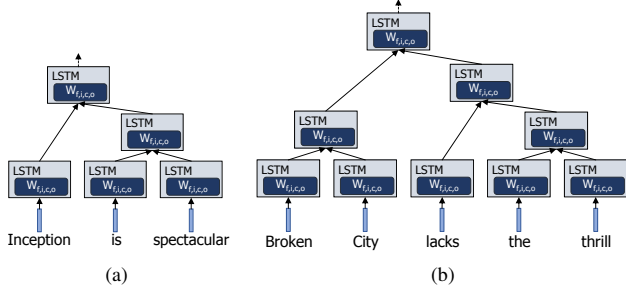 LSTM
W_f,i,c,o
LSTM
W_f,i,c,o
LSTM
W_f,i,c,o
LSTM
W_f,i,c,o
LSTM
W_f,i,c,o
Inception is spectacular
(a)
LSTM
W_f,i,c,o
LSTM
W_f,i,c,o
LSTM
W_f,i,c,o
LSTM
W_f,i,c,o
LSTM
W_f,i,c,o
LSTM
W_f,i,c,o
LSTM
W_f,i,c,o
LSTM
W_f,i,c,o
LSTM
W_f,i,c,o
Broken City lacks the thrill
(b)